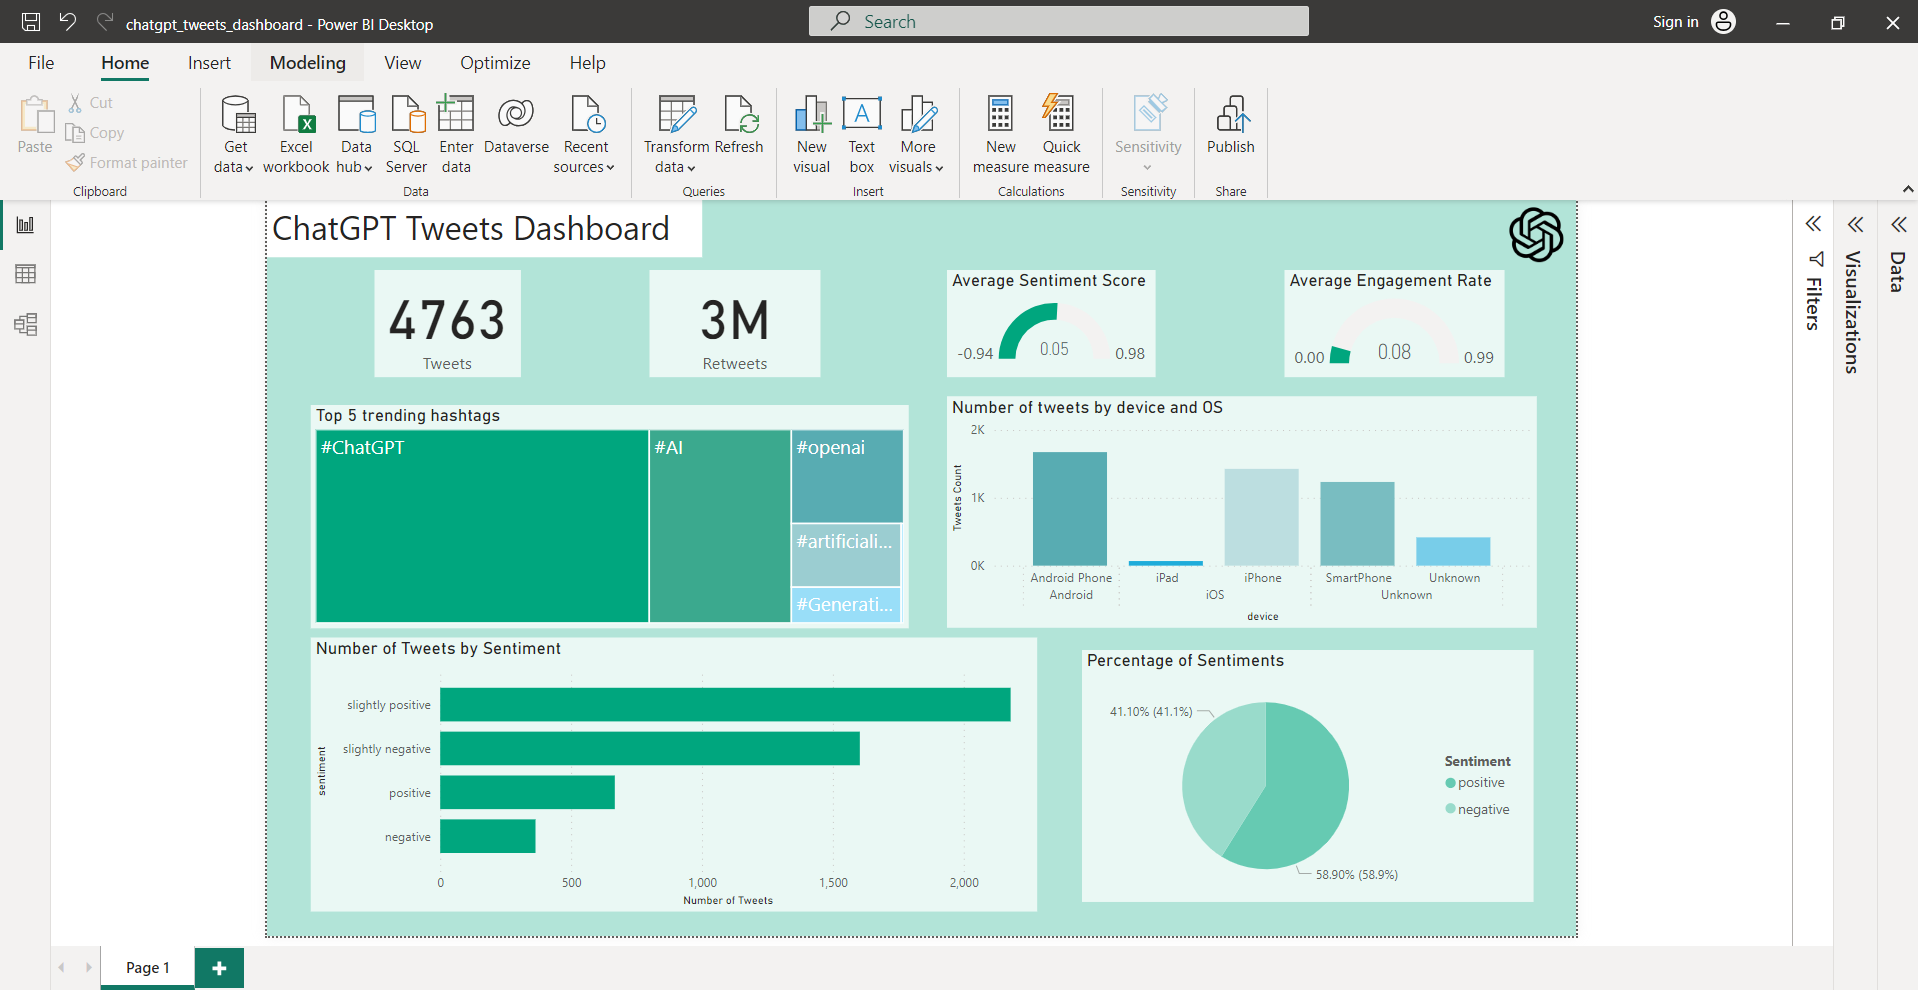 chatgpt_tweets_dashboard - Power BI Desktop
Search
Sign in
File Home Insert Modeling View Optimize Help
Paste
Cut
Copy
Format painter
Clipboard
Get data
Excel workbook
Data hub
SQL Server
Enter data
Dataverse
Recent sources
Data
Transform data
Refresh
Queries
New visual
Text box
More visuals
Insert
New measure
Quick measure
Calculations
Sensitivity
Sensitivity
Publish
Share
ChatGPT Tweets Dashboard
4763
Tweets
3M
Retweets
Average Sentiment Score
-0.94 0.05 0.98
Average Engagement Rate
0.00 0.08 0.99
Top 5 trending hashtags
#ChatGPT
#AI
#openai
#artificiali...
#Generati...
Number of tweets by device and OS
Tweets Count
2K
1K
0K
Android Phone iPad iPhone SmartPhone Unknown
Android iOS Unknown
device
Number of Tweets by Sentiment
sentiment
slightly positive
slightly negative
positive
negative
0 500 1,000 1,500 2,000
Number of Tweets
Percentage of Sentiments
41.10% (41.1%)
58.90% (58.9%)
Sentiment
positive
negative
Filters
Visualizations
Data
Page 1